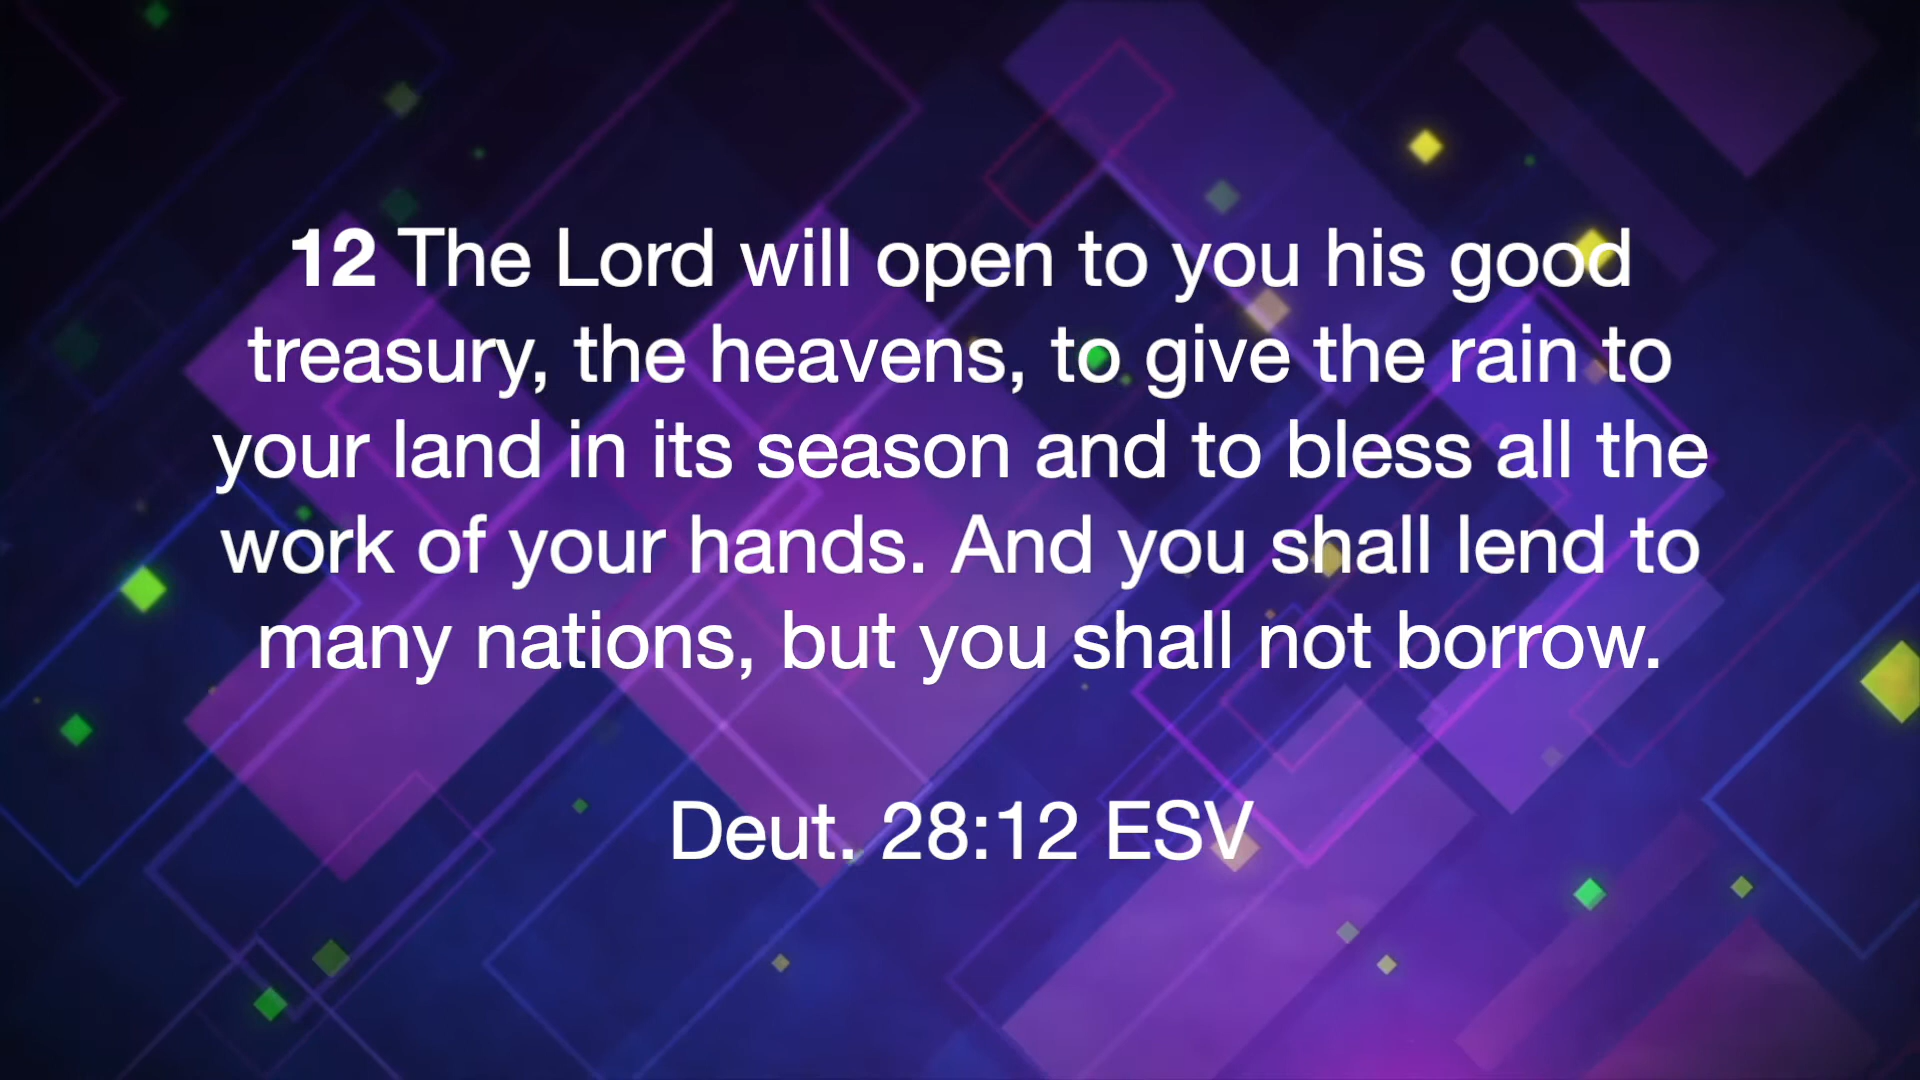 12 The Lord will open to you his good
treasury, the heavens, to give the rain to
your land in its season and to bless all the
work of your hands. And you shall lend to
many nations, but you shall not borrow.
Deut. 28:12 ESV